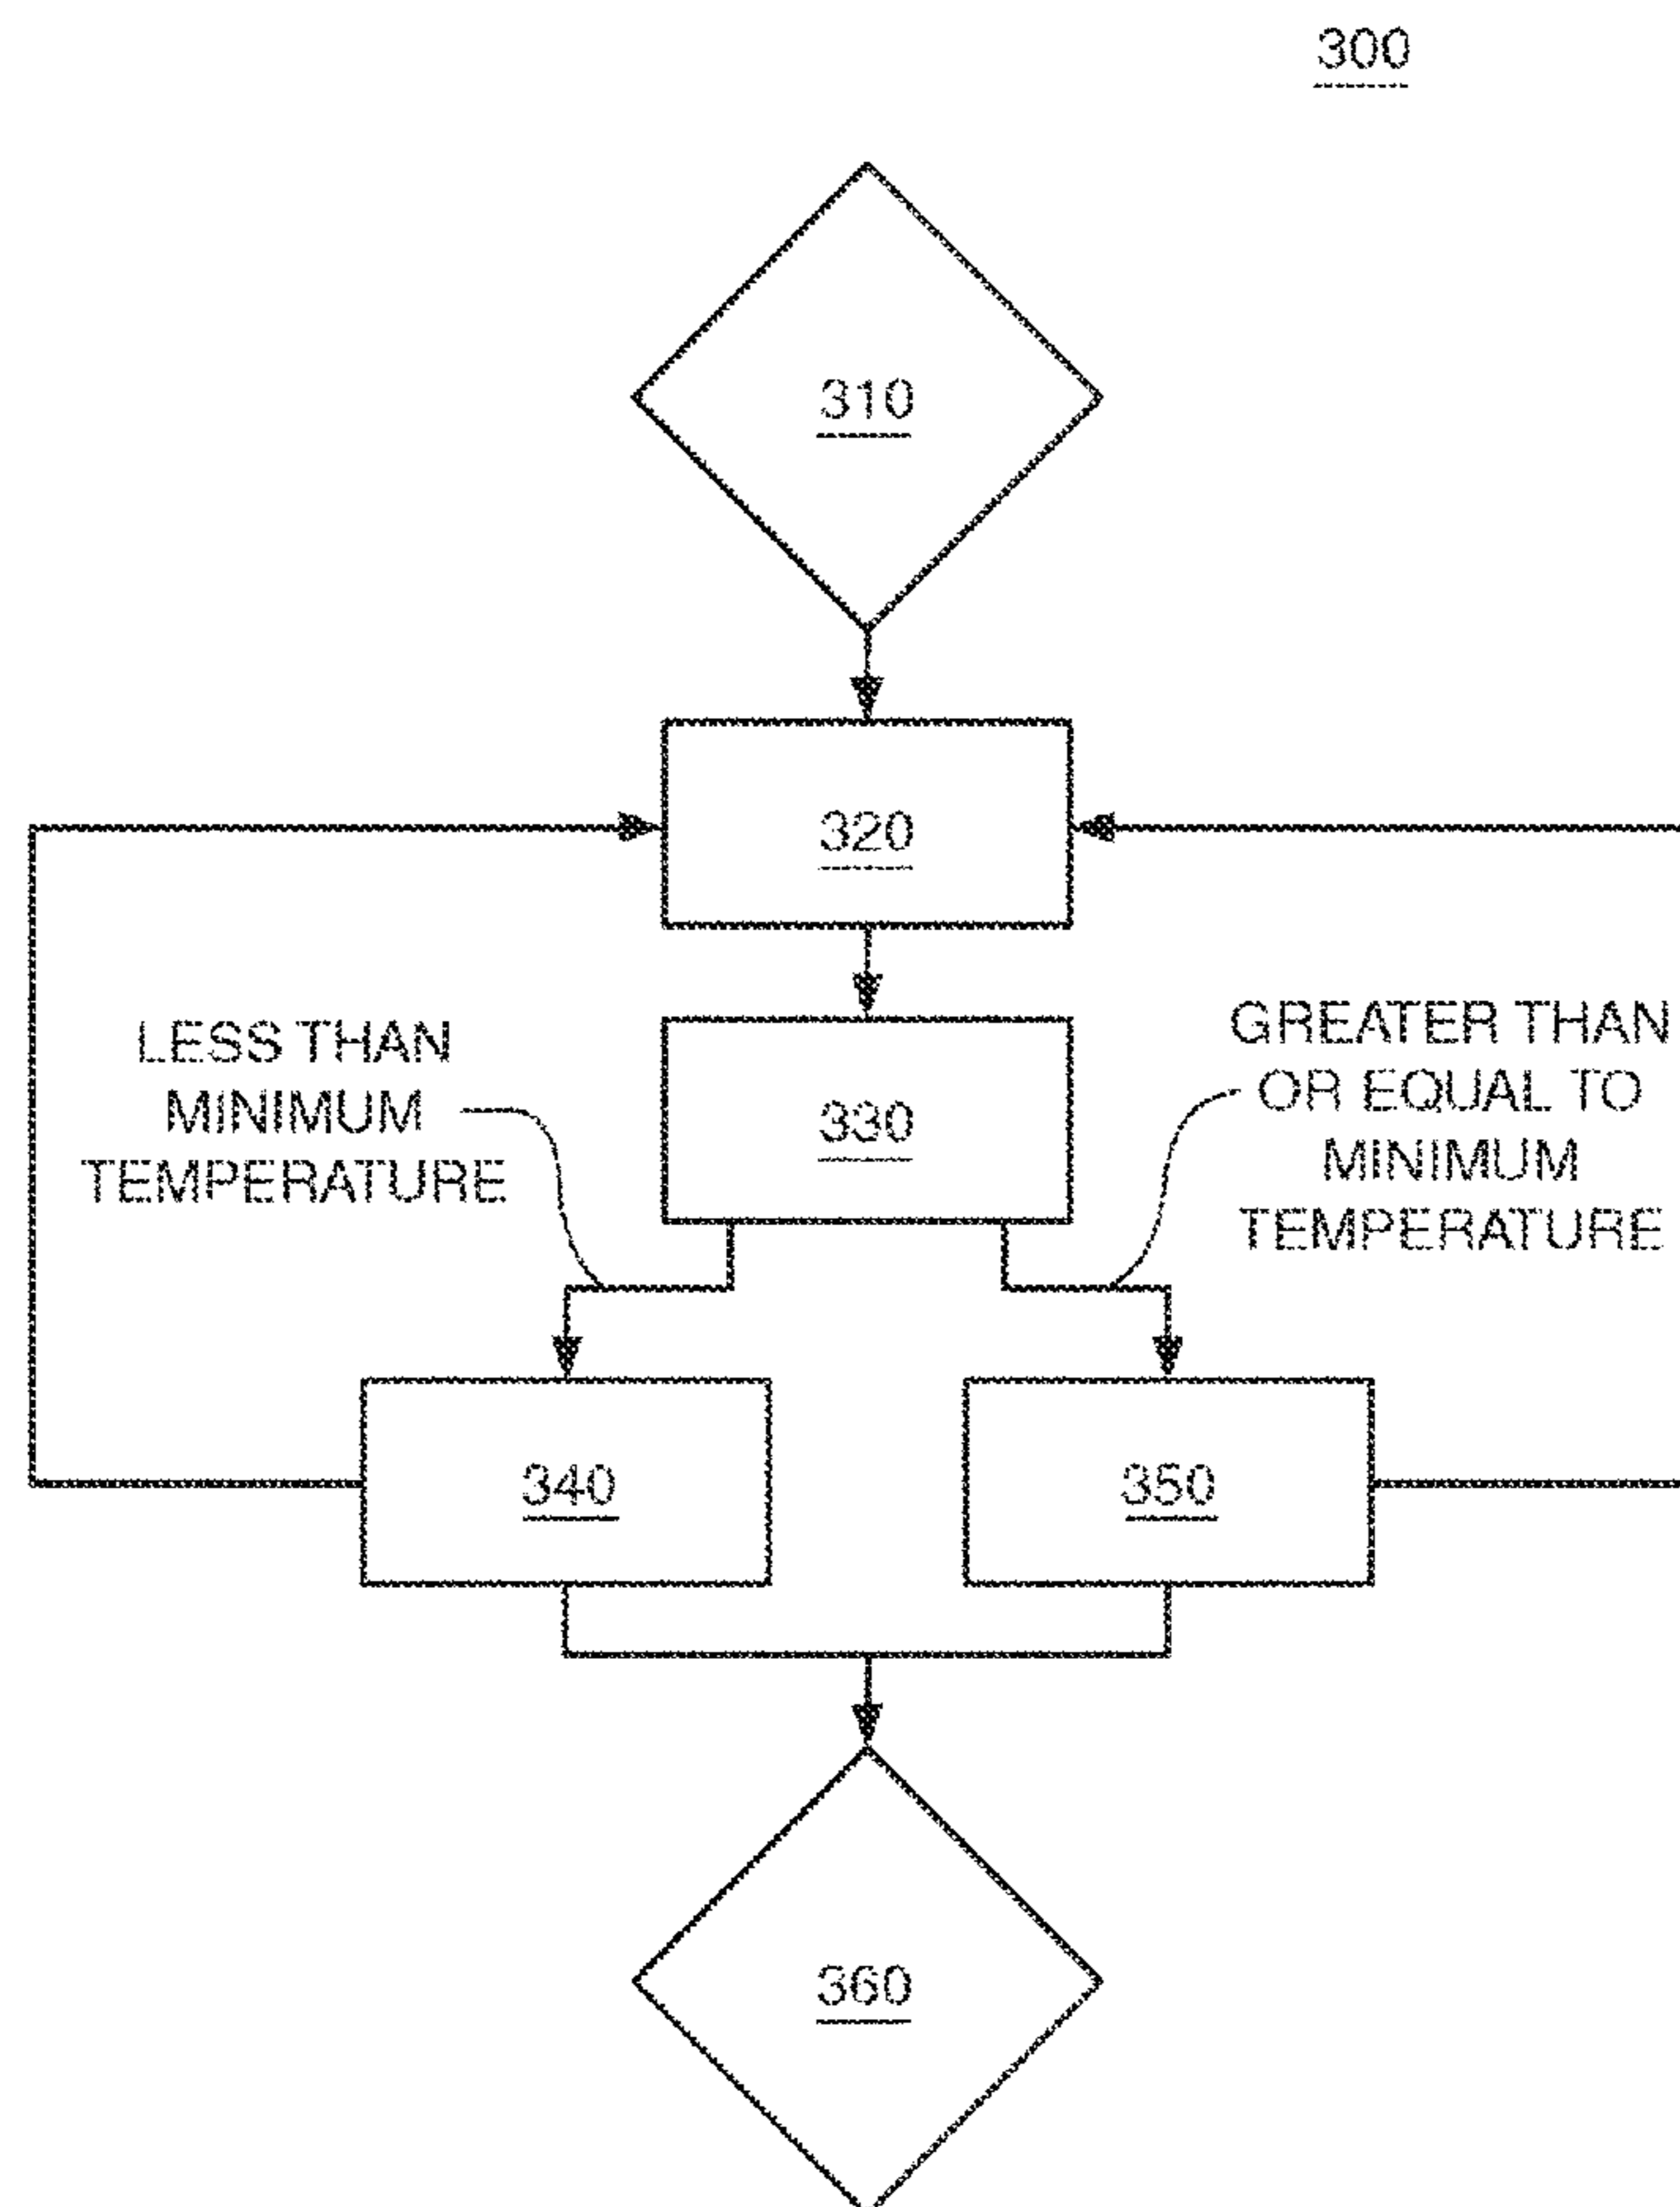 300
310
320
LESS THAN
MINIMUM
TEMPERATURE
330
GREATER THAN
OR EQUAL TO
MINIMUM
TEMPERATURE
340
350
360